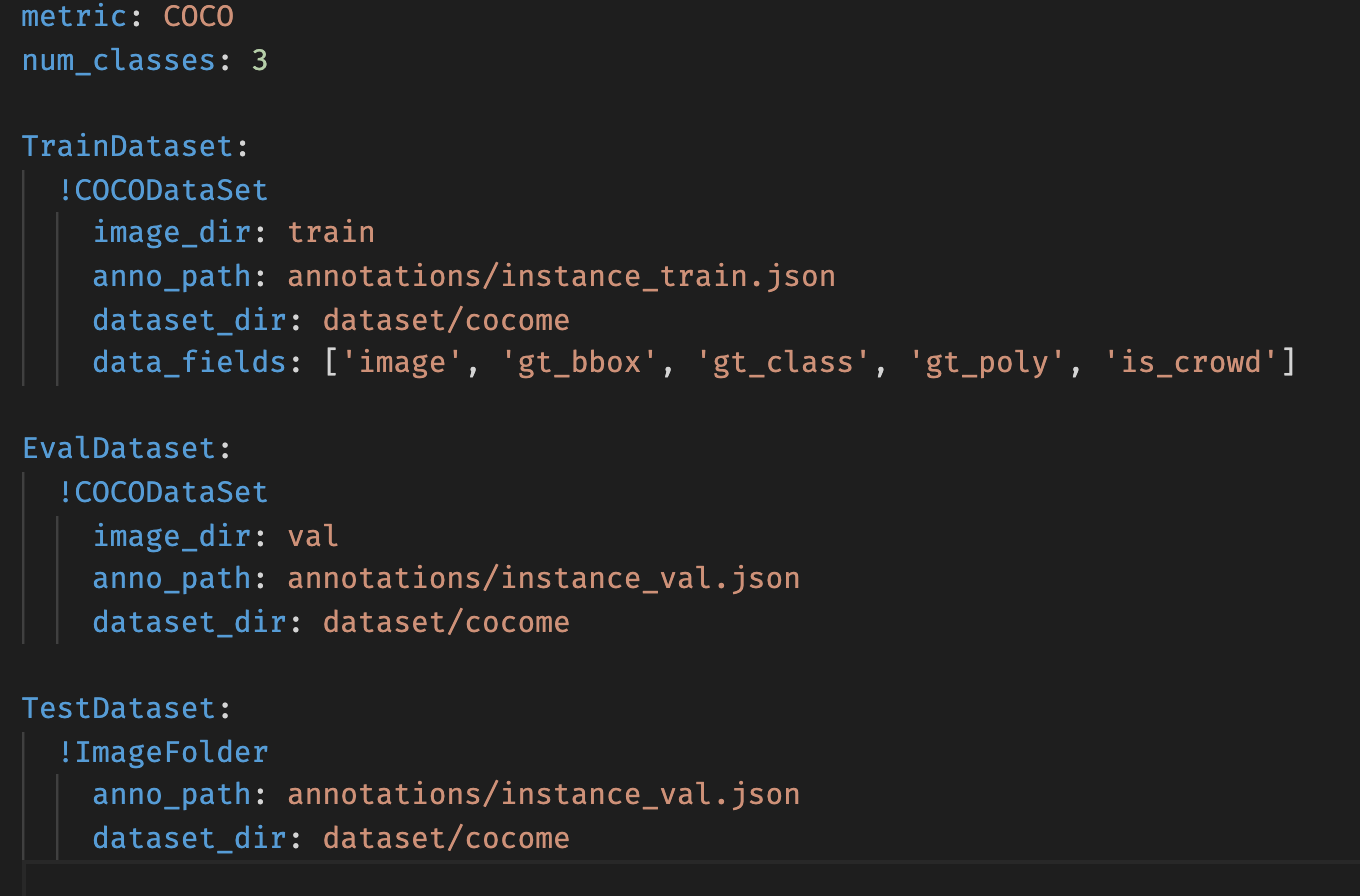 metric: COCO
num_classes: 3
TrainDataset:
!COCODataSet
image_dir: train
anno_path: annotations/instance_train.json
dataset_dir: dataset/cocome
data_fields: ['image', 'gt_bbox', 'gt_class', 'gt_poly', 'is_crowd']
EvalDataset:
!COCODataSet
image_dir: val
anno_path: annotations/instance_val.json
dataset_dir: dataset/cocome
TestDataset:
!ImageFolder
anno_path: annotations/instance_val.json
dataset_dir: dataset/cocome